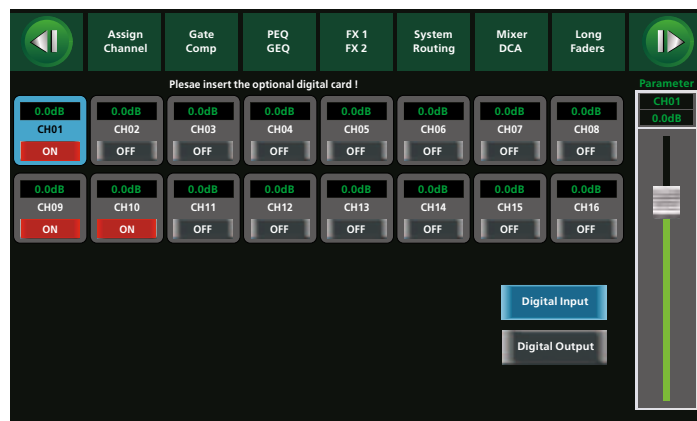 Assign Channel
Gate Comp
PEQ GEQ
FX 1 FX 2
System Routing
Mixer DCA
Long Faders
Plesae insert the optional digital card !
Parameter
CH01
0.0dB
0.0dB 0.0dB 0.0dB 0.0dB 0.0dB 0.0dB 0.0dB 0.0dB
CH01 CH02 CH03 CH04 CH05 CH06 CH07 CH08
ON OFF OFF OFF OFF OFF OFF OFF
0.0dB 0.0dB 0.0dB 0.0dB 0.0dB 0.0dB 0.0dB 0.0dB
CH09 CH10 CH11 CH12 CH13 CH14 CH15 CH16
ON ON OFF OFF OFF OFF OFF OFF
Digital Input
Digital Output